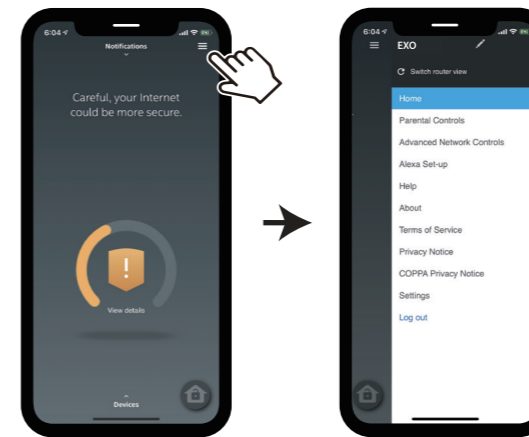 6:04
Notifications
Careful, your Internet
could be more secure.
!
View details
Devices
6:04
EXO
Switch router view
Home
Parental Controls
Advanced Network Controls
Alexa Set-up
Help
About
Terms of Service
Privacy Notice
COPPA Privacy Notice
Settings
Log out